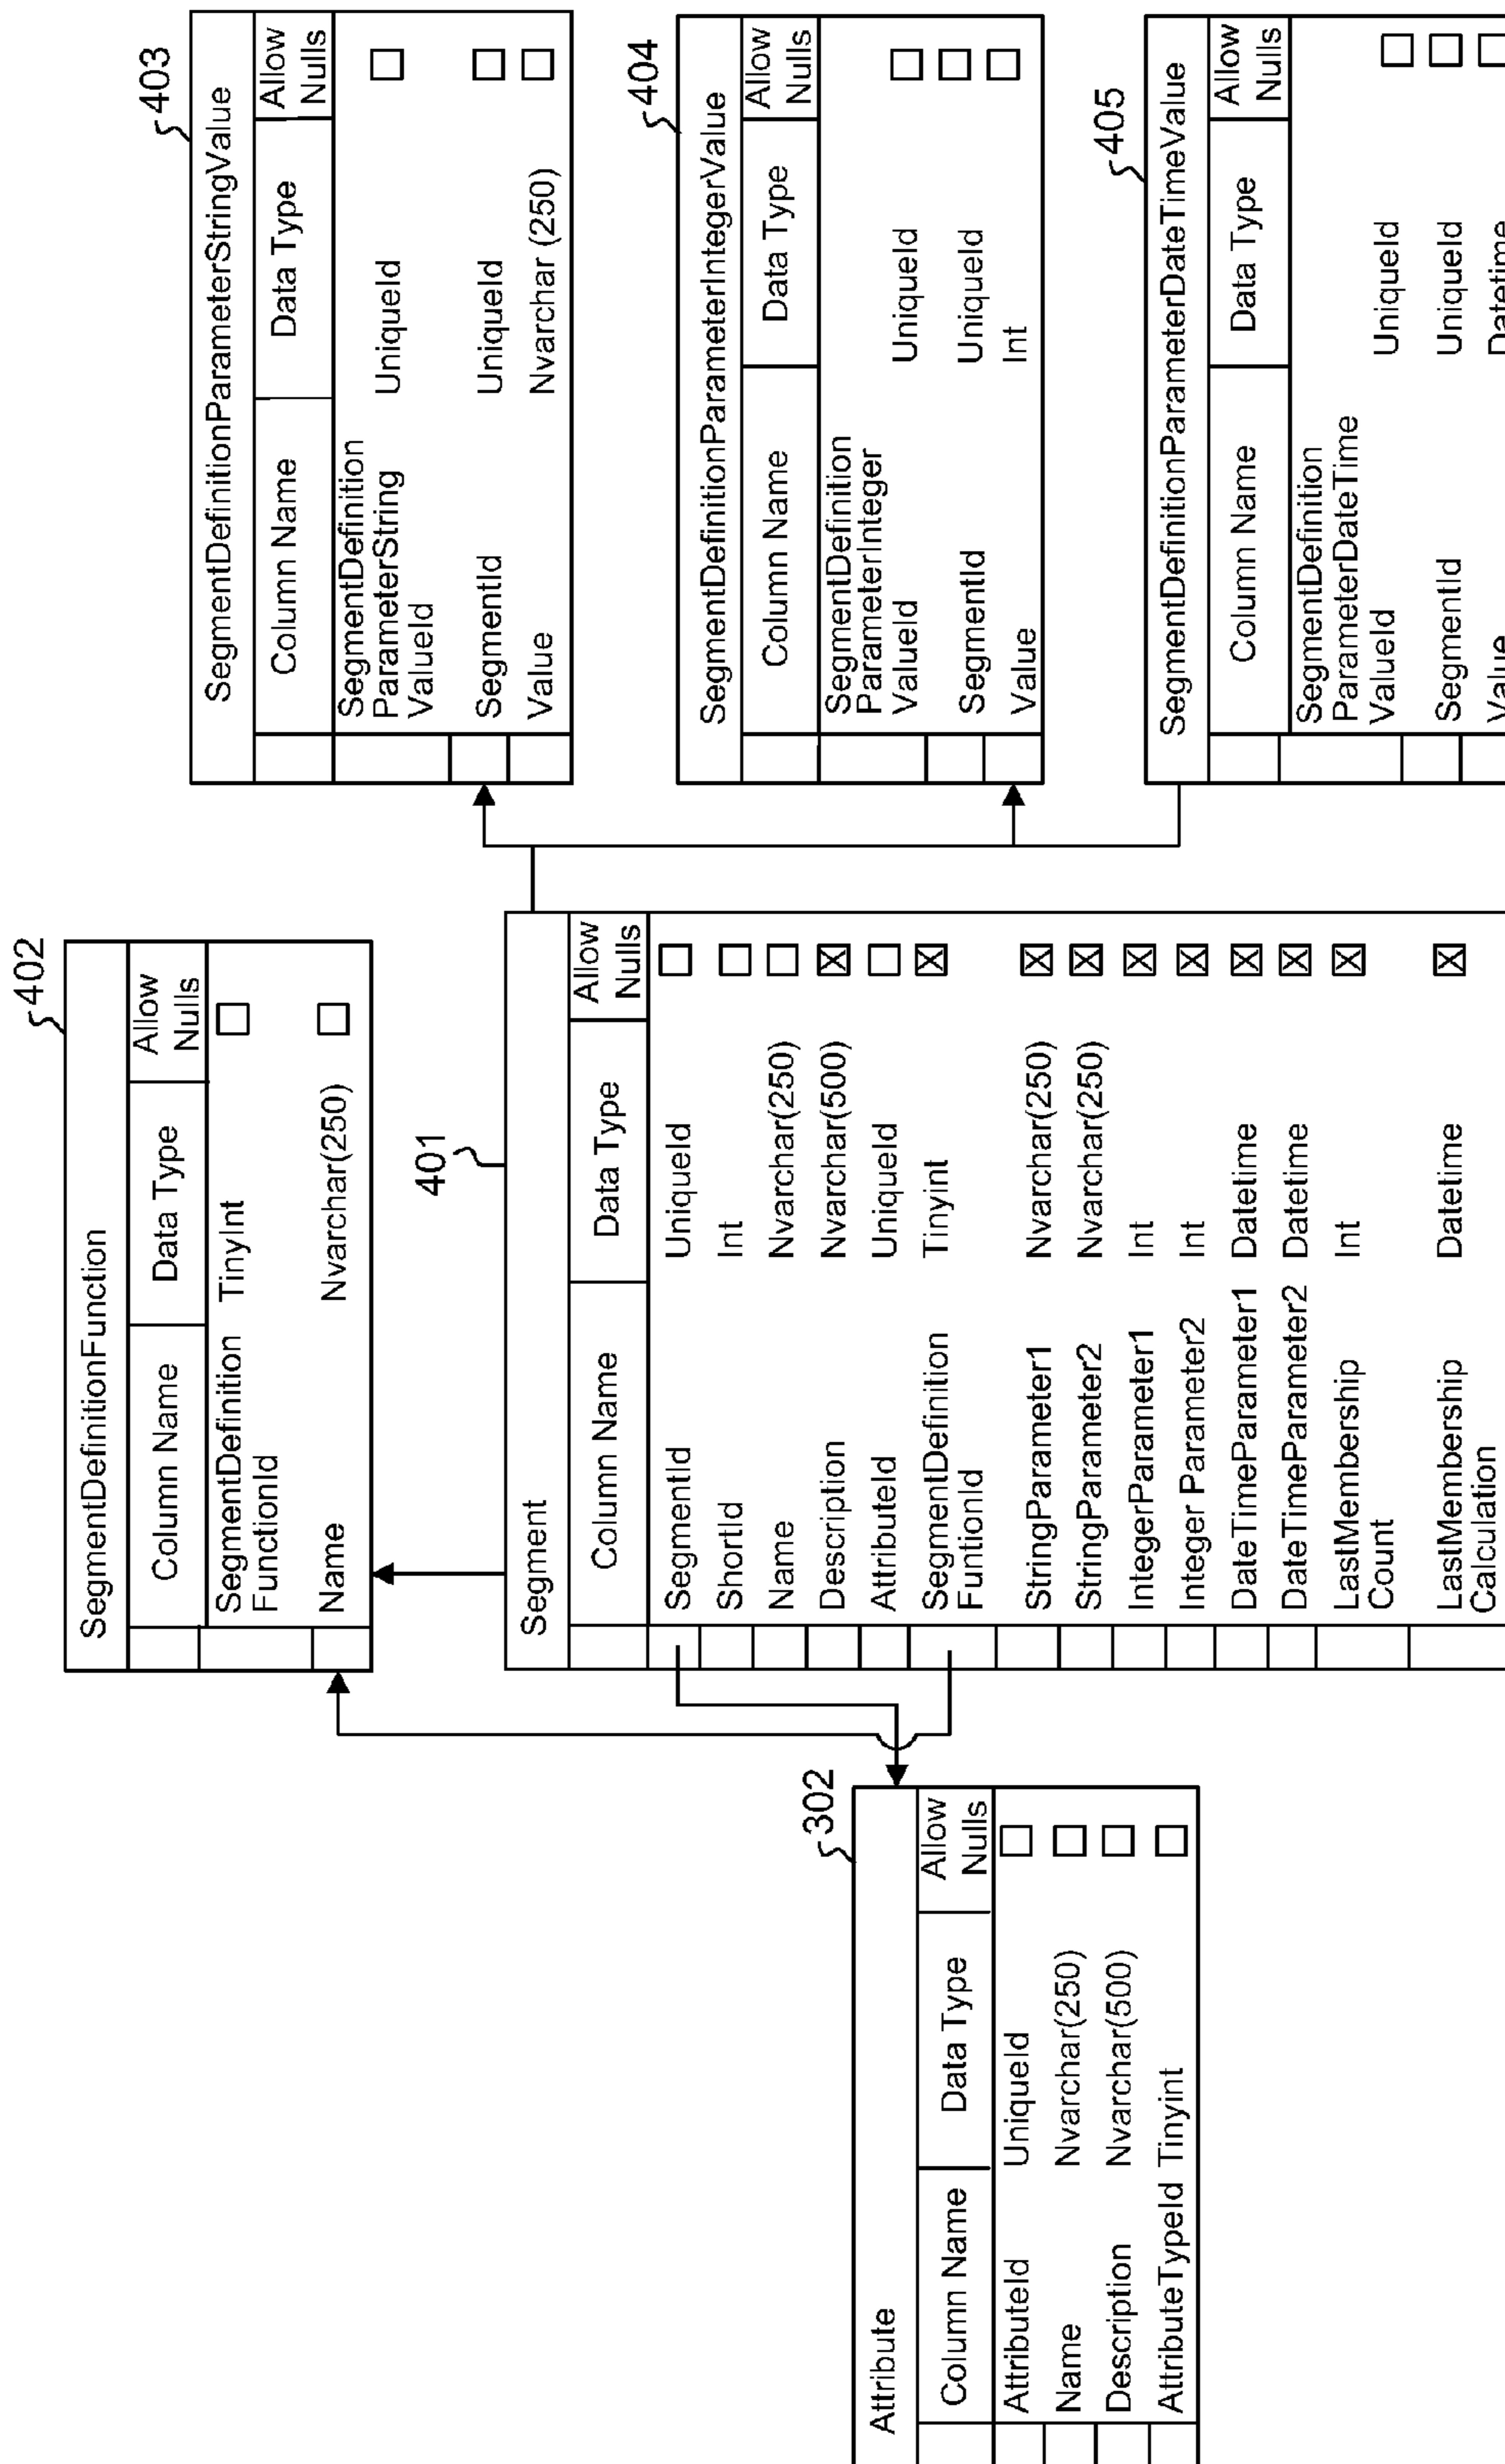 402
SegmentDefinitionFunction
Column Name Data Type Allow Nulls
SegmentDefinition FunctionId TinyInt
Name Nvarchar(250)
403
SegmentDefinitionParameterStringValue
Column Name Data Type Allow Nulls
SegmentDefinition
ParameterString
ValueId UniqueId
SegmentId UniqueId
Value Nvarchar (250)
302
Attribute
Column Name Data Type Allow Nulls
AttributeId UniqueId
Name Nvarchar(250)
Description Nvarchar(500)
AttributeTypeId Tinyint
401
Segment
Column Name Data Type Allow Nulls
SegmentId UniqueId
ShortId Int
Name Nvarchar(250)
Description Nvarchar(500)
AttributeId UniqueId
SegmentDefinition Tinyint
FuntionId
StringParameter1 Nvarchar(250)
StringParameter2 Nvarchar(250)
IntegerParameter1 Int
Integer Parameter2 Int
DateTimeParameter1 Datetime
DateTimeParameter2 Datetime
LastMembership Int
Count
LastMembership Datetime
Calculation
404
SegmentDefinitionParameterIntegerValue
Column Name Data Type Allow Nulls
SegmentDefinition
ParameterInteger
ValueId UniqueId
SegmentId UniqueId
Value Int
405
SegmentDefinitionParameterDateTimeValue
Column Name Data Type Allow Nulls
SegmentDefinition
ParameterDateTime
ValueId UniqueId
SegmentId UniqueId
Value Datetime